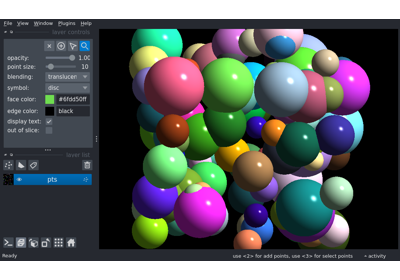 File View Window Plugins Help
layer controls
opacity: 1.00
point size: 10
blending: translucen
symbol: disc
face color: #6fdd50ff
edge color: black
display text:
out of slice:
layer list
pts
Ready use <2> for add points, use <3> for select points activity